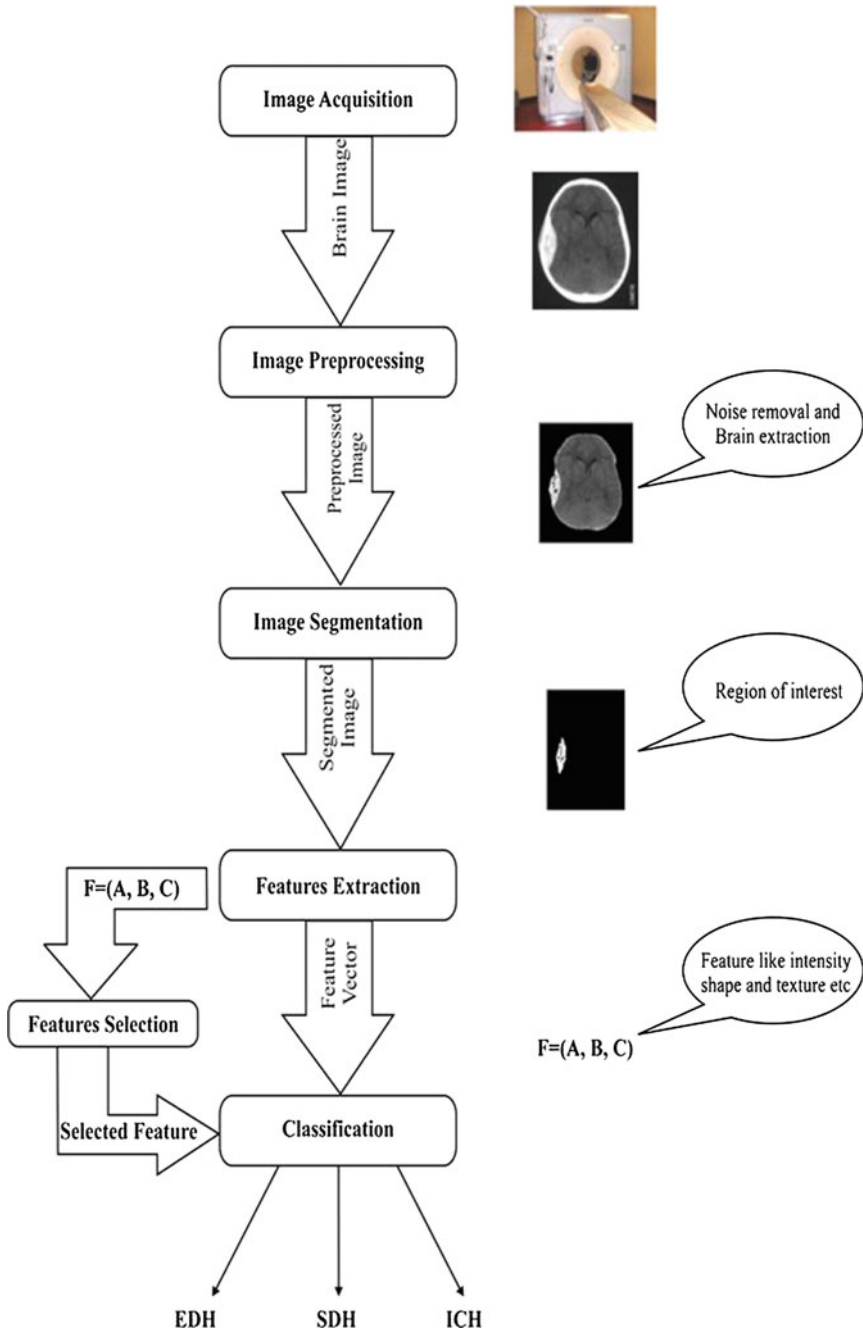 Image Acquisition
Brain Image
Image Preprocessing
Noise removal and
Brain extraction
Preprocessed
Image
Image Segmentation
Segmented
Image
Region of interest
F=(A, B, C)
Features Extraction
Feature
Vector
Feature like intensity
shape and texture etc
F=(A, B, C)
Features Selection
Selected Feature
Classification
EDH
SDH
ICH